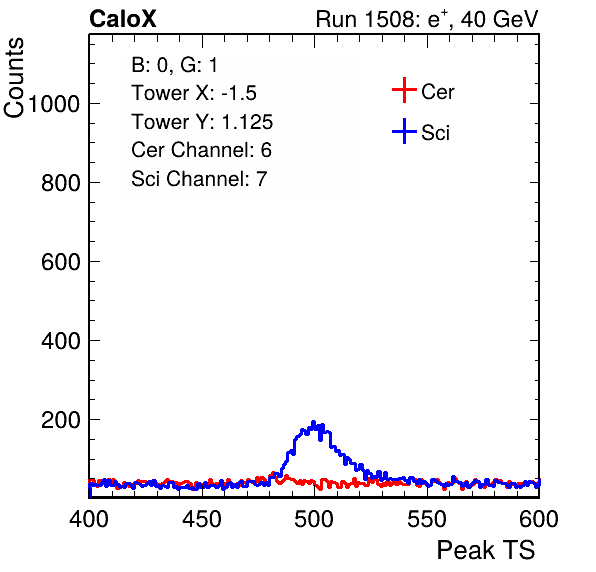 CaloX Run 1508: e⁺, 40 GeV
Counts
B: 0, G: 1
Tower X: -1.5
Tower Y: 1.125
Cer Channel: 6
Sci Channel: 7
Cer
Sci
1000
800
600
400
200
400 450 500 550 600
Peak TS